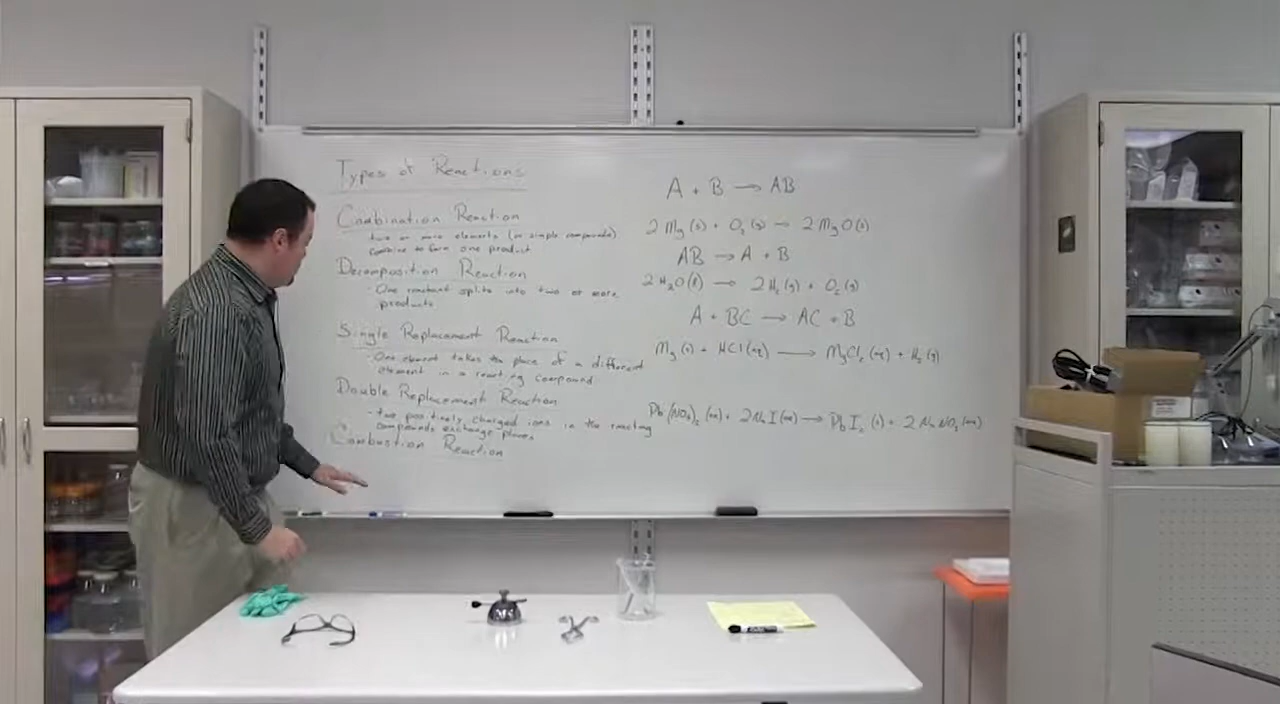 Types of Reactions
A + B → AB
Combination Reaction
- two or more elements (or simple compounds)
combine to form one product
2 Mg (s) + O₂ (g) → 2 MgO (s)
AB → A + B
Decomposition Reaction
- One reactant splits into two or more
products
2 H₂O (l) → 2 H₂ (g) + O₂ (g)
A + BC → AC + B
Single Replacement Reaction
- One element takes the place of a different
element in a reacting compound
Mg (s) + HCl (aq) → MgCl₂ (aq) + H₂ (g)
Double Replacement Reaction
- two positively charged ions in the reacting
compounds exchange places
Pb (NO₃)₂ (aq) + 2 NaI (aq) → PbI₂ (s) + 2 NaNO₃ (aq)
Combustion Reaction